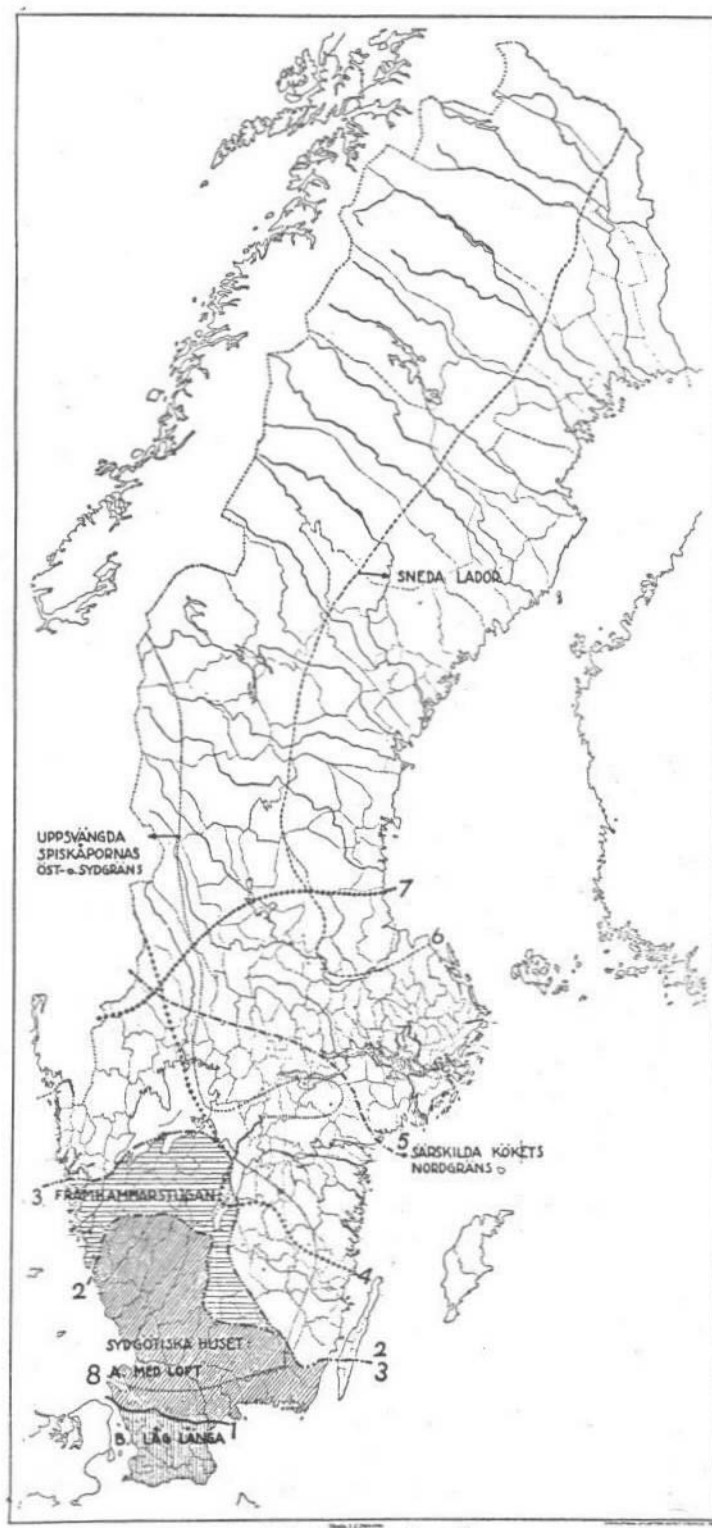 SNEDA LADOR
UPPSVÄNGDA
SPISKÅPORNAS
ÖST- o. SYDGRÄNS
7
6
5
SÄRSKILDA KÖKETS
NORDGRÄNS
3
FRAMKAMMARSTUGAN
4
2'
SYDGÖTISKA HUSET:
2
3
8 A. MED LOFT
1
B. LÅG LÄNGA